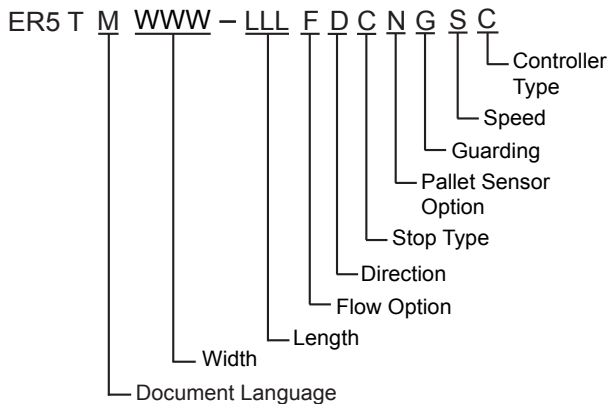 ER5 T M WWW – LLL F D C N G S C
Controller
Type
Speed
Guarding
Pallet Sensor
Option
Stop Type
Direction
Flow Option
Length
Width
Document Language